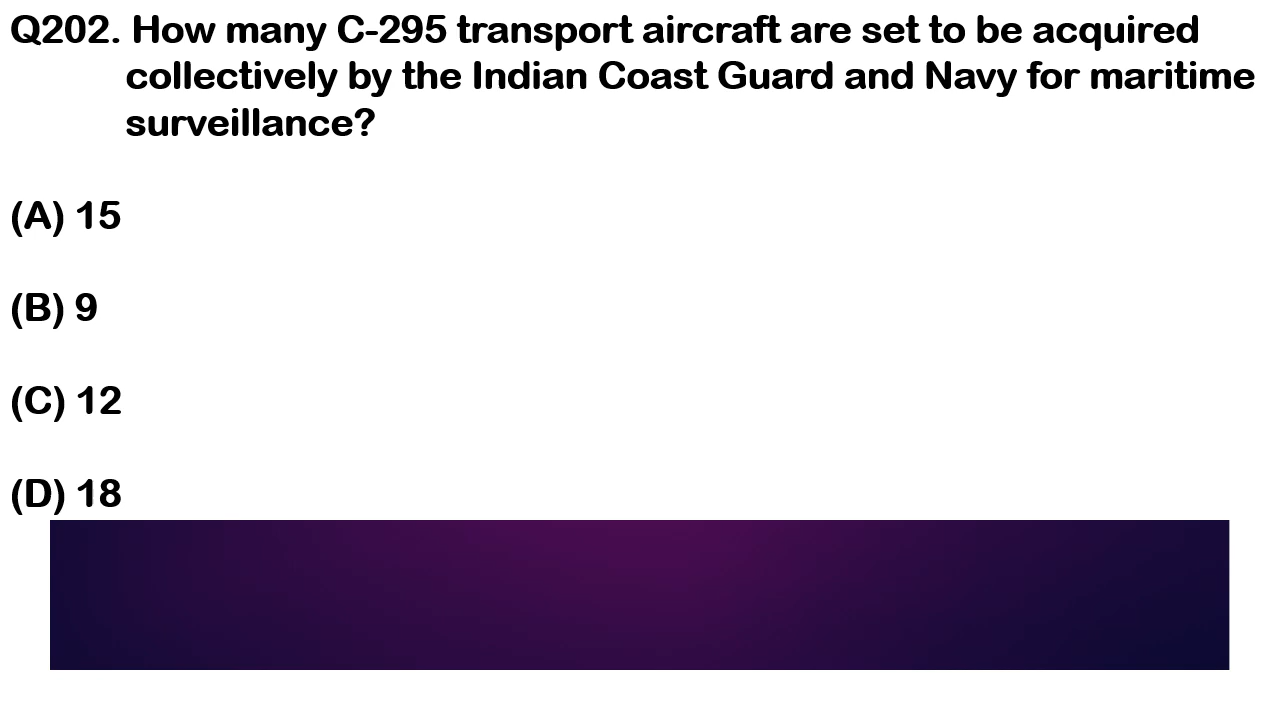 Q202. How many C-295 transport aircraft are set to be acquired
collectively by the Indian Coast Guard and Navy for maritime
surveillance?
(A) 15
(B) 9
(C) 12
(D) 18